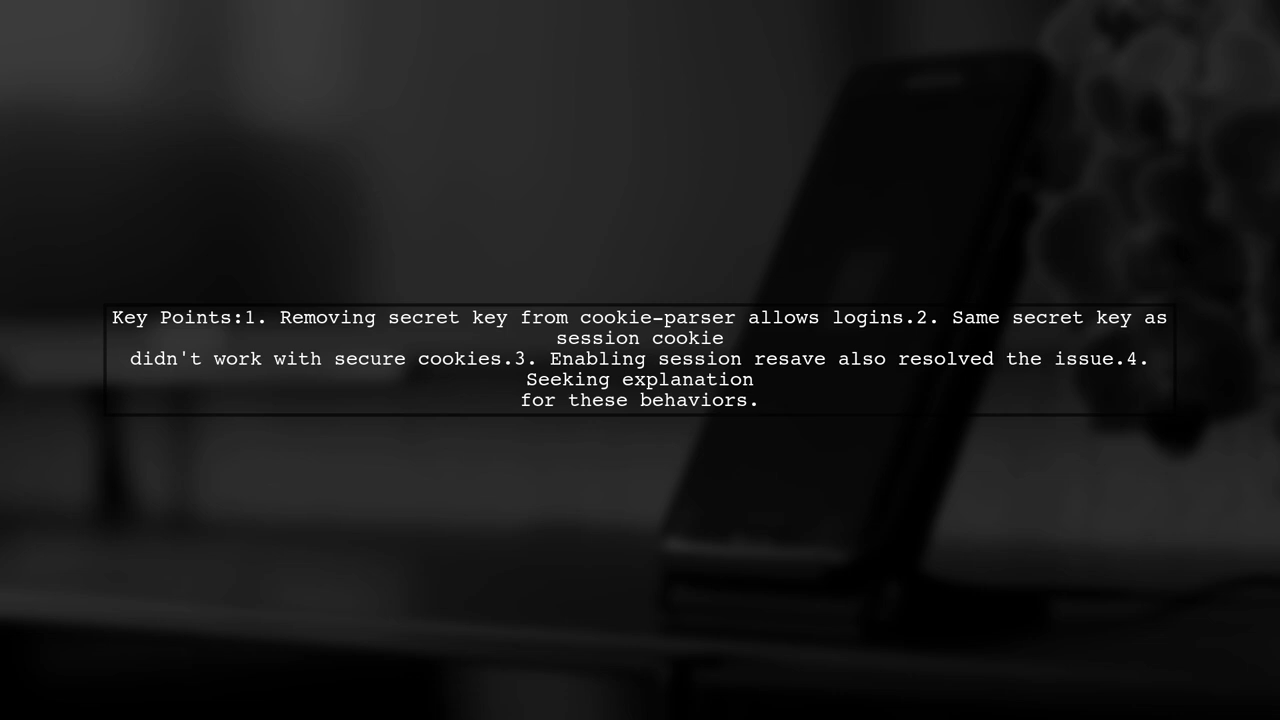 Key Points:1. Removing secret key from cookie-parser allows logins.2. Same secret key as
session cookie
didn't work with secure cookies.3. Enabling session resave also resolved the issue.4.
Seeking explanation
for these behaviors.